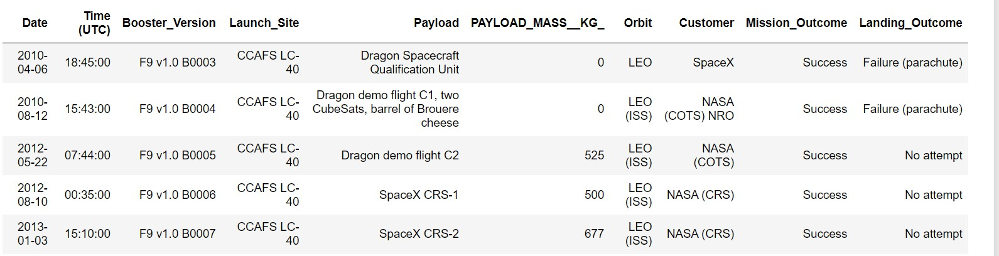 Date Time (UTC) Booster_Version Launch_Site Payload PAYLOAD_MASS__KG_ Orbit Customer Mission_Outcome Landing_Outcome
2010-04-06 18:45:00 F9 v1.0 B0003 CCAFS LC-40 Dragon Spacecraft Qualification Unit 0 LEO SpaceX Success Failure (parachute)
2010-08-12 15:43:00 F9 v1.0 B0004 CCAFS LC-40 Dragon demo flight C1, two CubeSats, barrel of Brouere cheese 0 LEO (ISS) NASA (COTS) NRO Success Failure (parachute)
2012-05-22 07:44:00 F9 v1.0 B0005 CCAFS LC-40 Dragon demo flight C2 525 LEO (ISS) NASA (COTS) Success No attempt
2012-08-10 00:35:00 F9 v1.0 B0006 CCAFS LC-40 SpaceX CRS-1 500 LEO (ISS) NASA (CRS) Success No attempt
2013-01-03 15:10:00 F9 v1.0 B0007 CCAFS LC-40 SpaceX CRS-2 677 LEO (ISS) NASA (CRS) Success No attempt